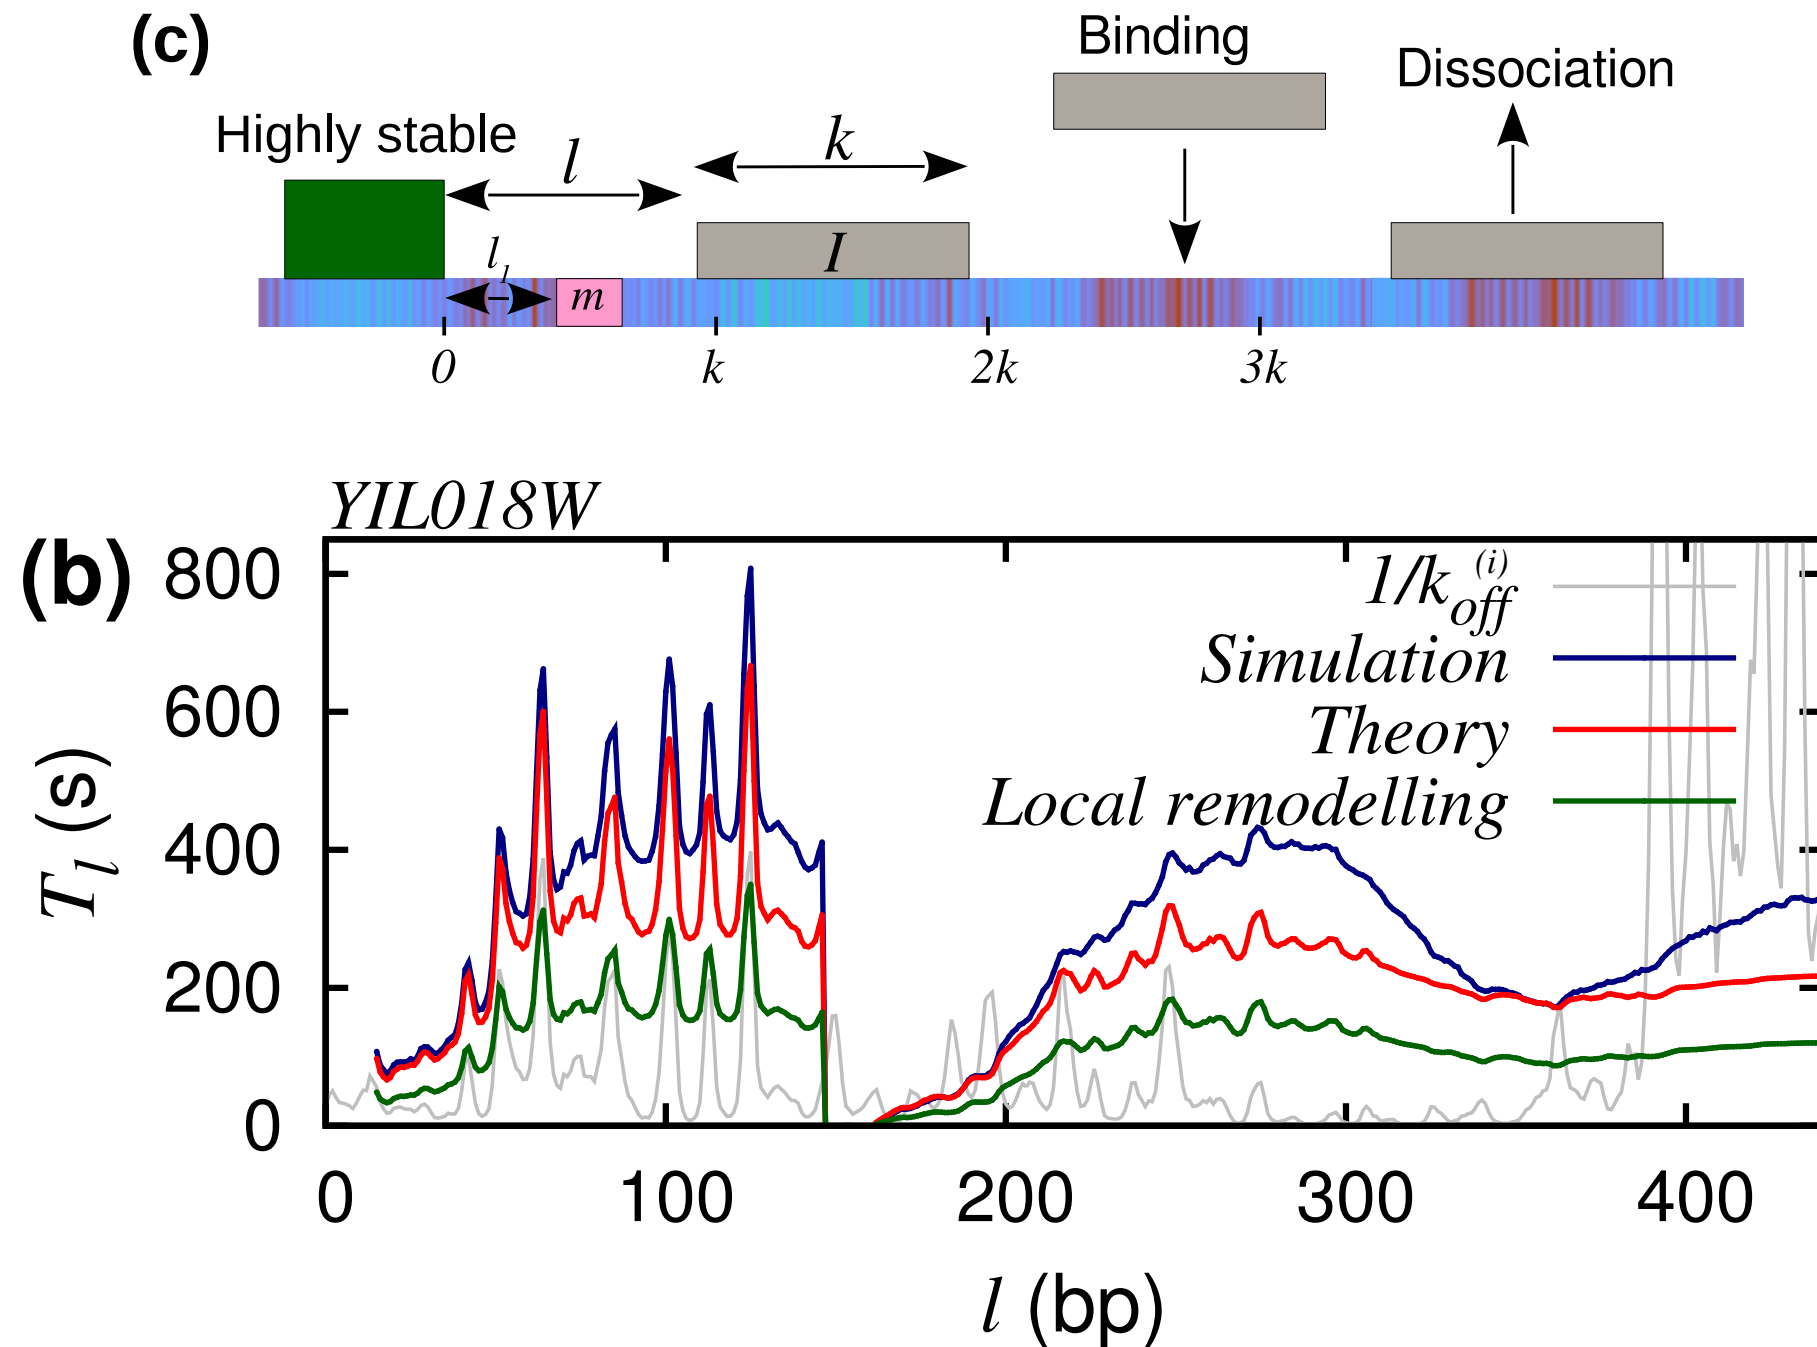 (c)
Binding
Dissociation
Highly stable
l
k
l1
I
m
0 k 2k 3k
YIL018W
(b)
800
600
400
200
0
Tl (s)
1/koff(i)
Simulation
Theory
Local remodelling
0 100 200 300 400
l (bp)